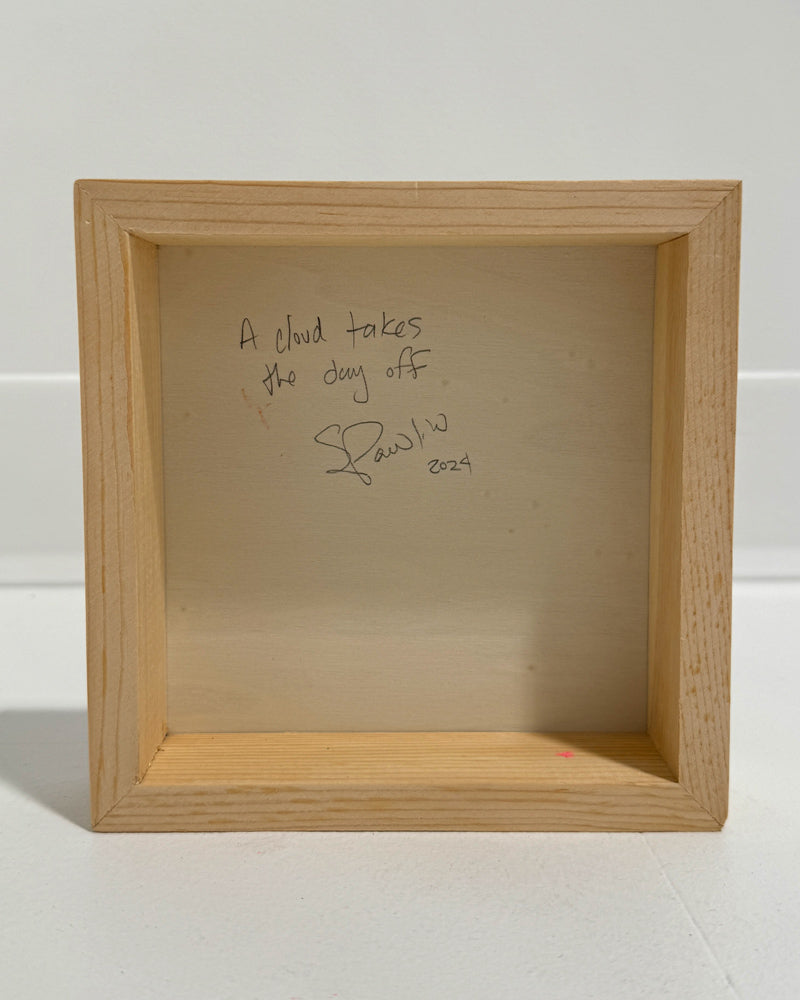 A cloud takes
the day off
2024